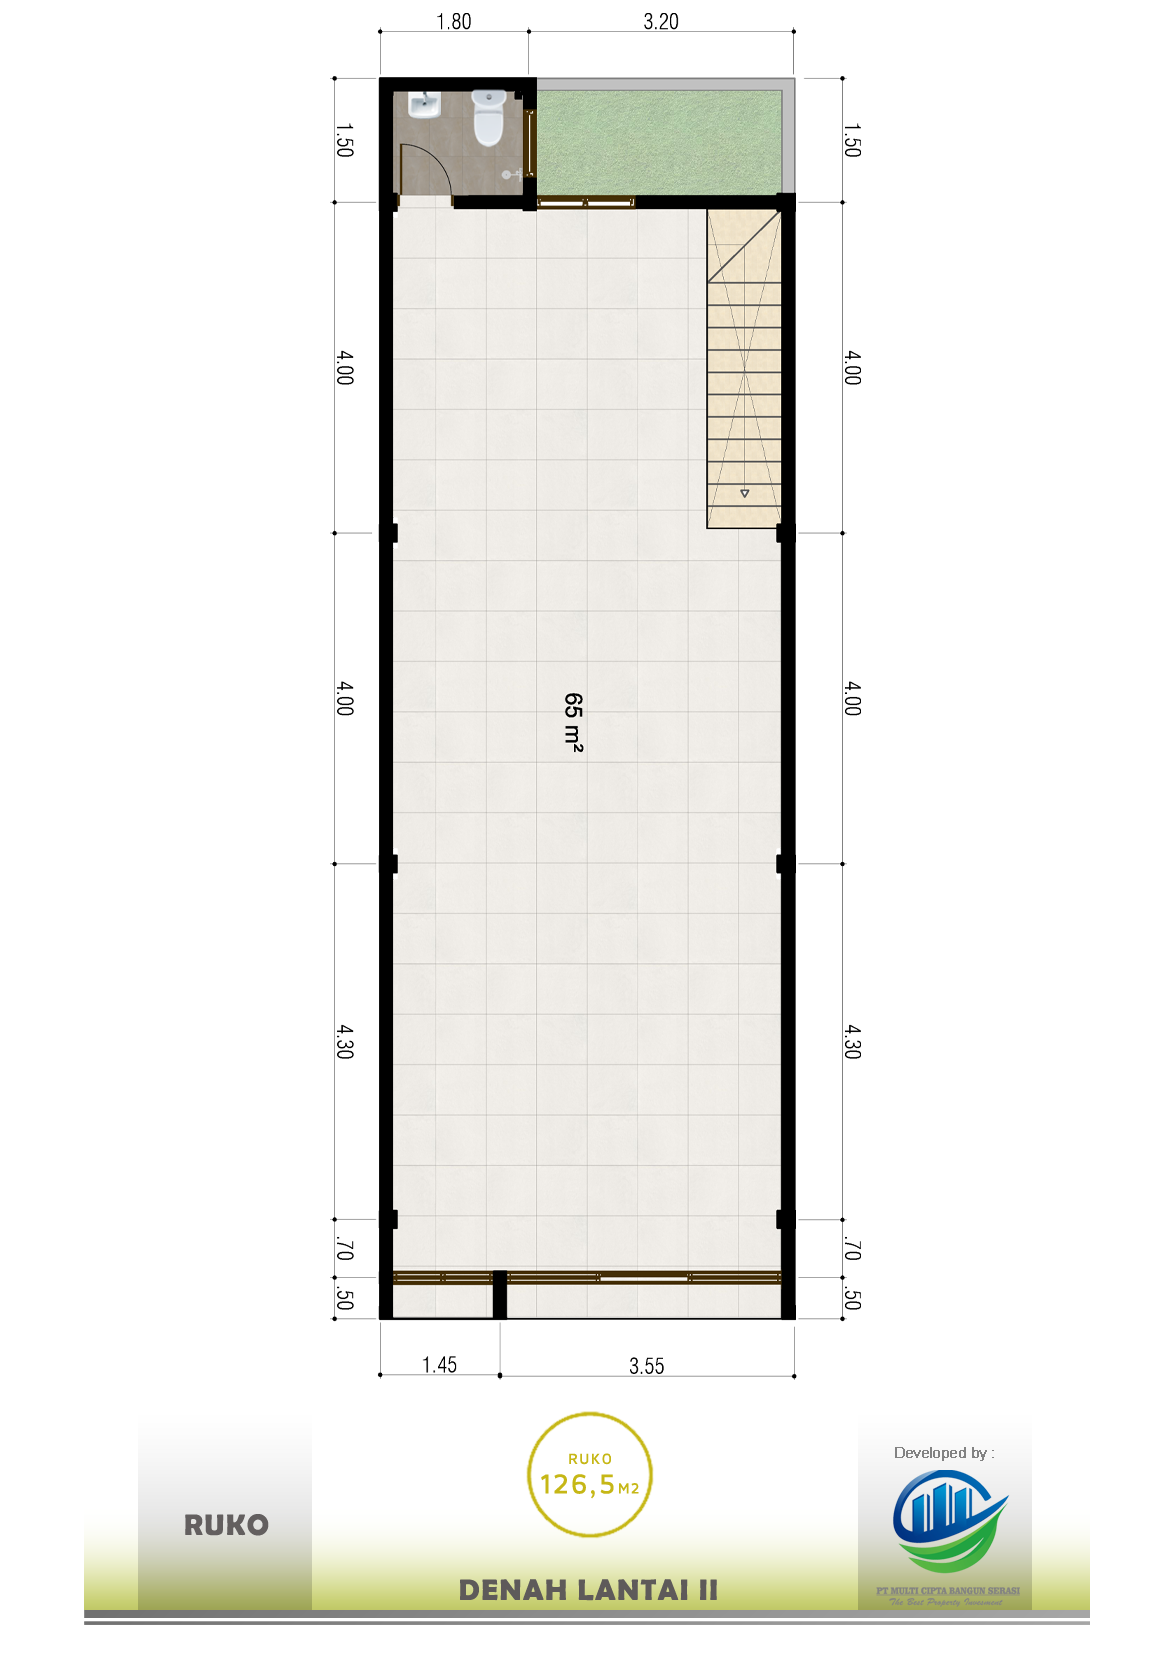 1.80
3.20
1.50
1.50
4.00
4.00
65 m²
4.00
4.00
4.30
4.30
.70
.70
.50
.50
1.45
3.55
RUKO
126,5 M2
Developed by :
RUKO
DENAH LANTAI II
PT MULTI CIPTA BANGUN SERASI
The Best Property Invesment